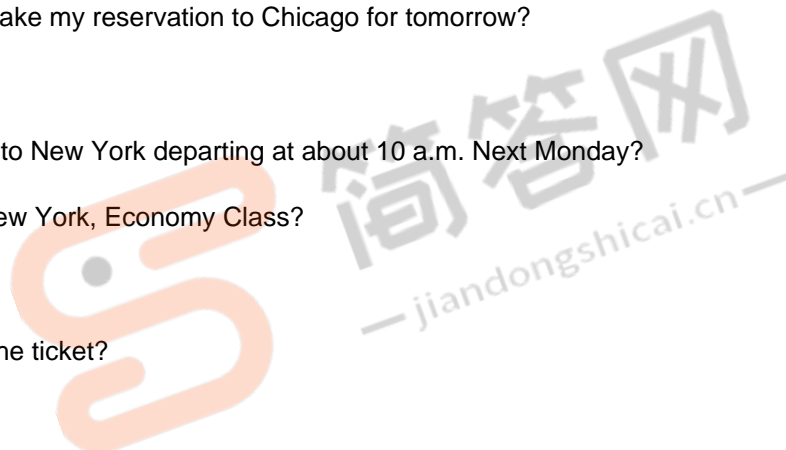 ake my reservation to Chicago for tomorrow?
to New York departing at about 10 a.m. Next Monday?
ew York, Economy Class?
ne ticket?
简答网
jiandongshicai.cn